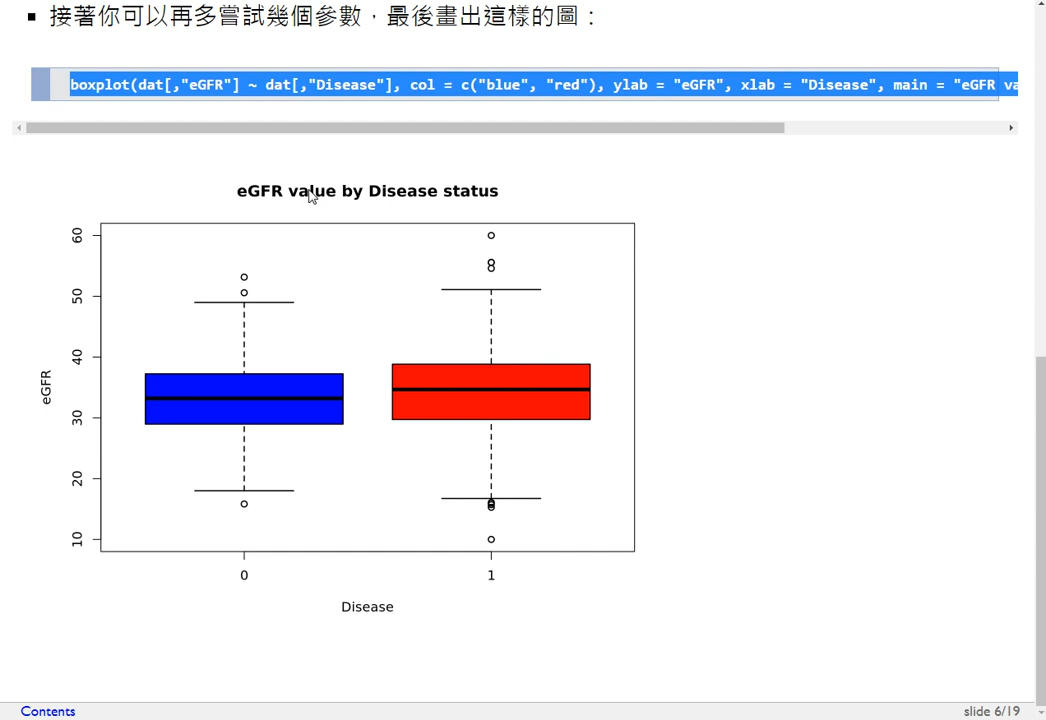 ▪ 接著你可以再多嘗試幾個參數，最後畫出這樣的圖：
boxplot(dat[,"eGFR"] ~ dat[,"Disease"], col = c("blue", "red"), ylab = "eGFR", xlab = "Disease", main = "eGFR va
eGFR value by Disease status
60
50
40
30
20
10
eGFR
0 1
Disease
Contents slide 6/19